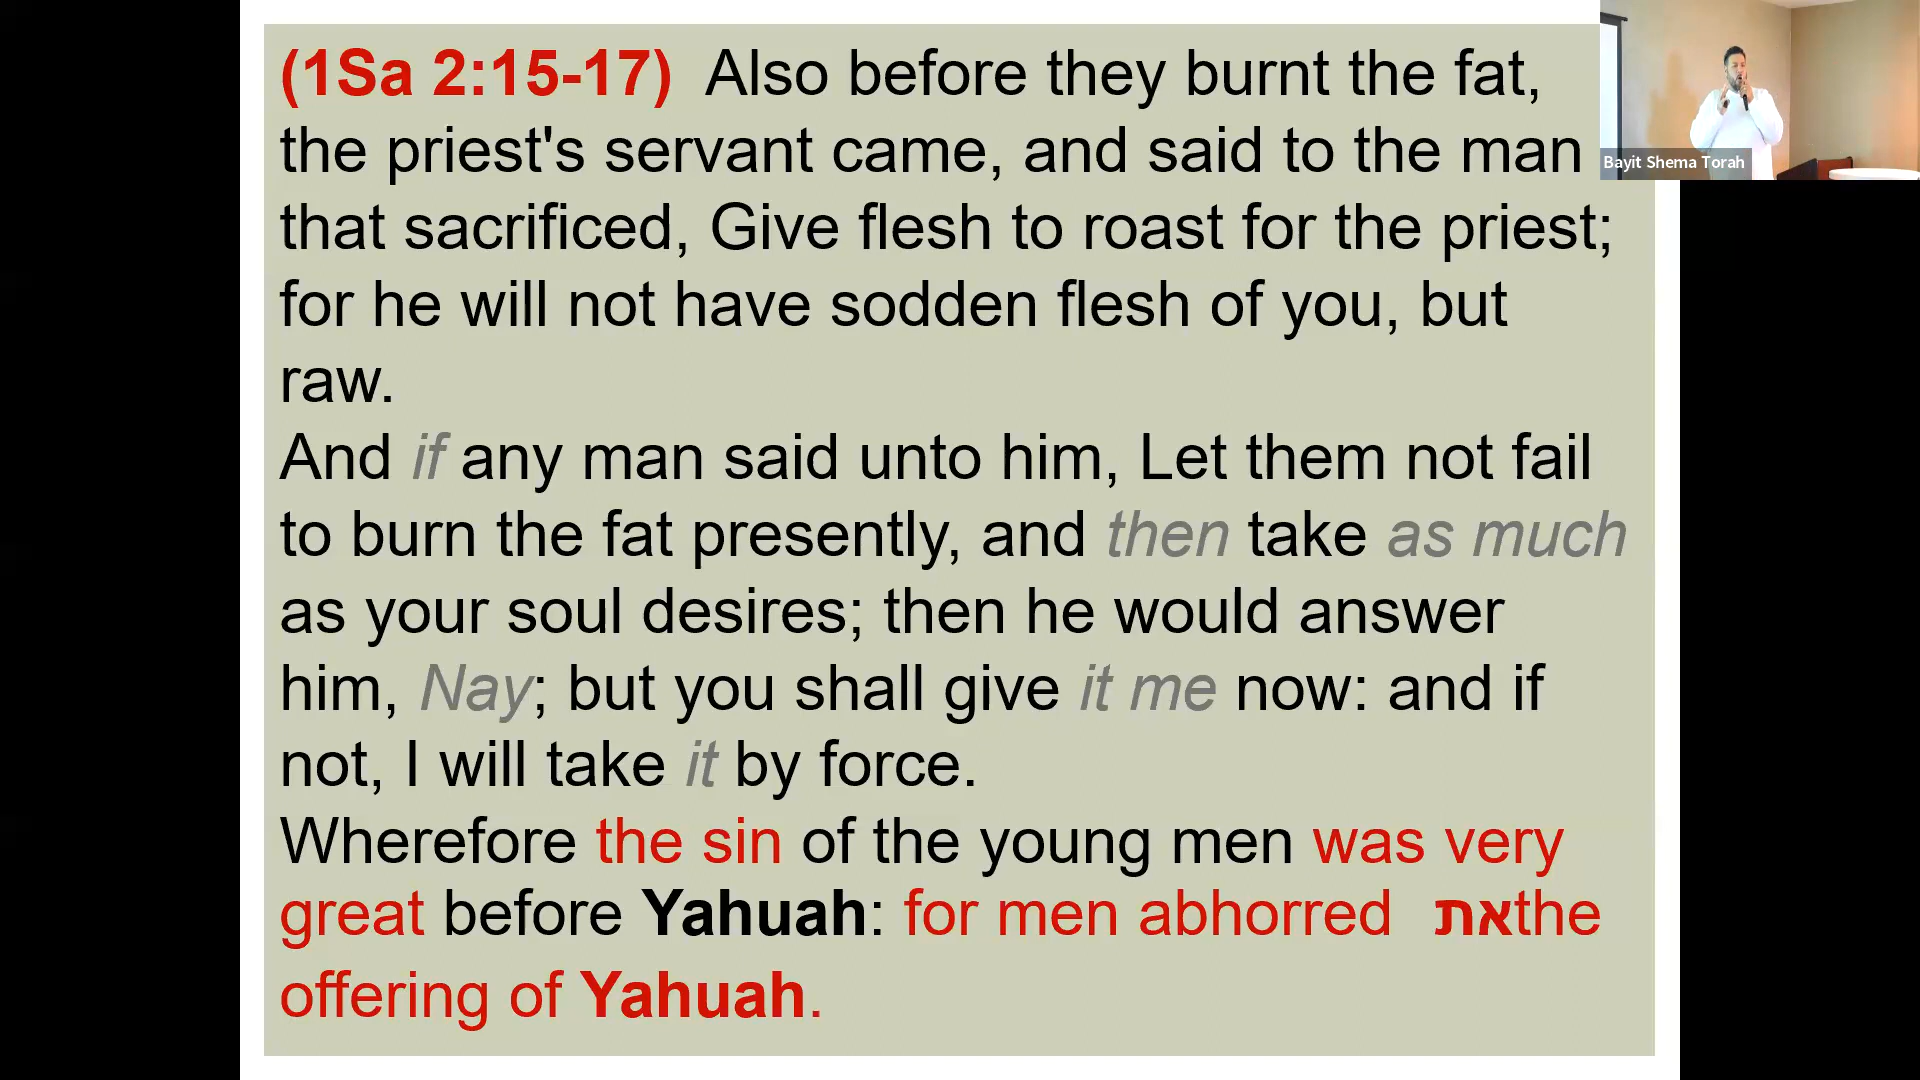 (1Sa 2:15-17)  Also before they burnt the fat,
the priest's servant came, and said to the man
that sacrificed, Give flesh to roast for the priest;
for he will not have sodden flesh of you, but
raw.
And if any man said unto him, Let them not fail
to burn the fat presently, and then take as much
as your soul desires; then he would answer
him, Nay; but you shall give it me now: and if
not, I will take it by force.
Wherefore the sin of the young men was very
great before Yahuah: for men abhorred את the
offering of Yahuah.
Bayit Shema Torah